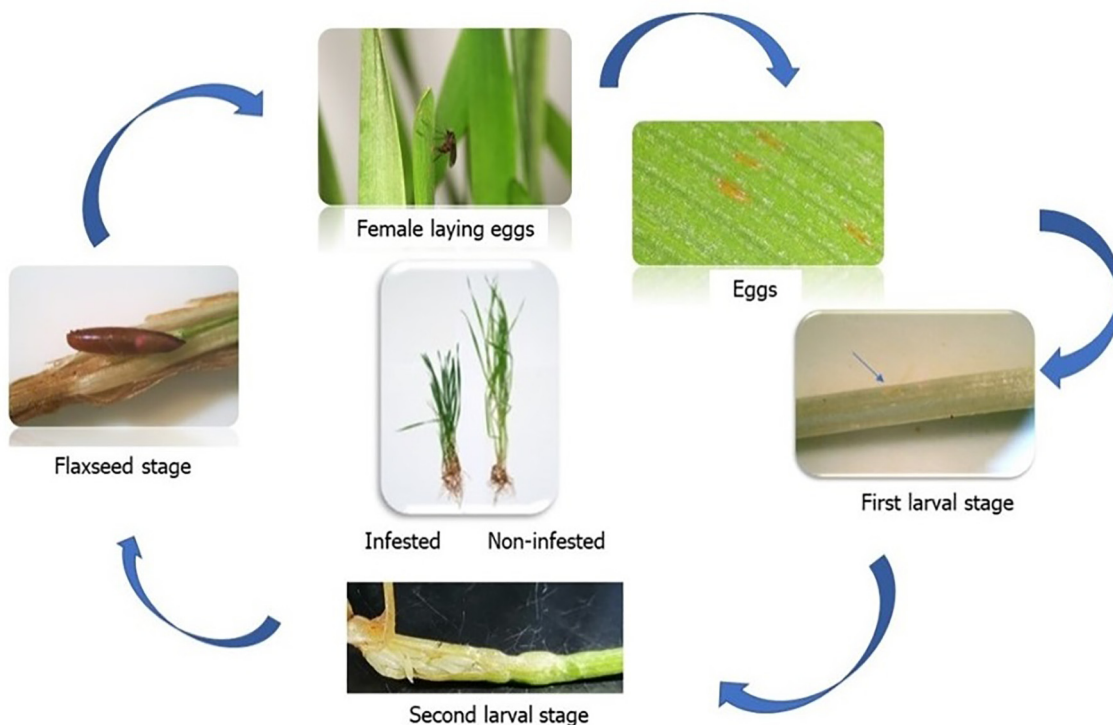 Female laying eggs
Eggs
Flaxseed stage
First larval stage
Infested Non-infested
Second larval stage